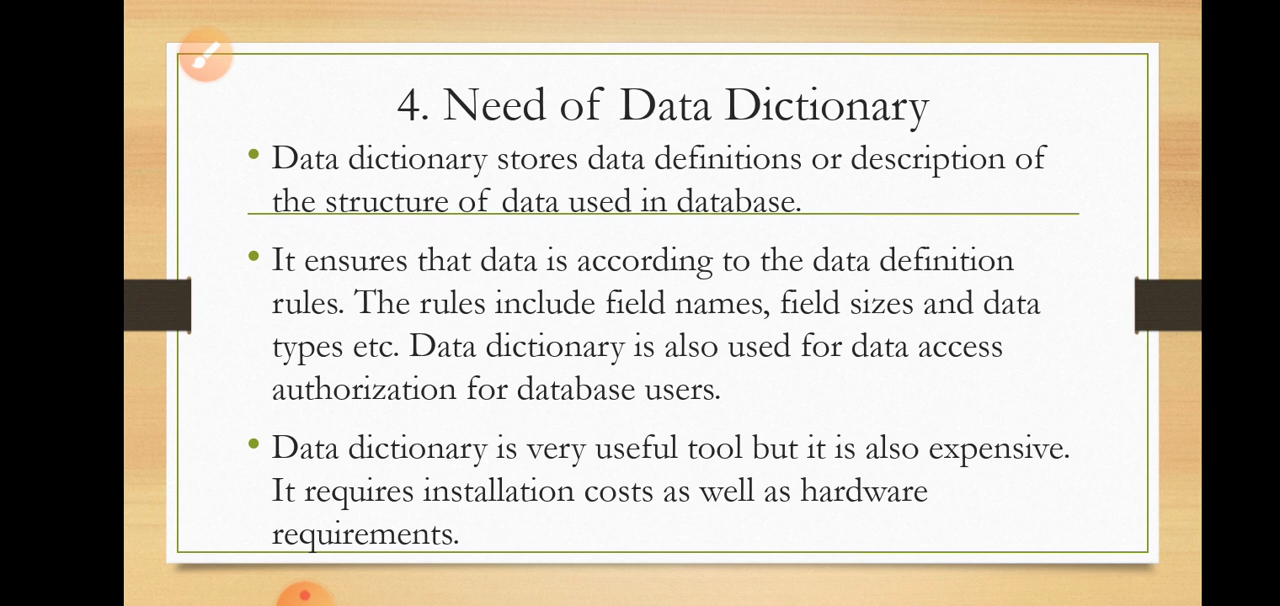 4. Need of Data Dictionary
• Data dictionary stores data definitions or description of
the structure of data used in database.
• It ensures that data is according to the data definition
rules. The rules include field names, field sizes and data
types etc. Data dictionary is also used for data access
authorization for database users.
• Data dictionary is very useful tool but it is also expensive.
It requires installation costs as well as hardware
requirements.